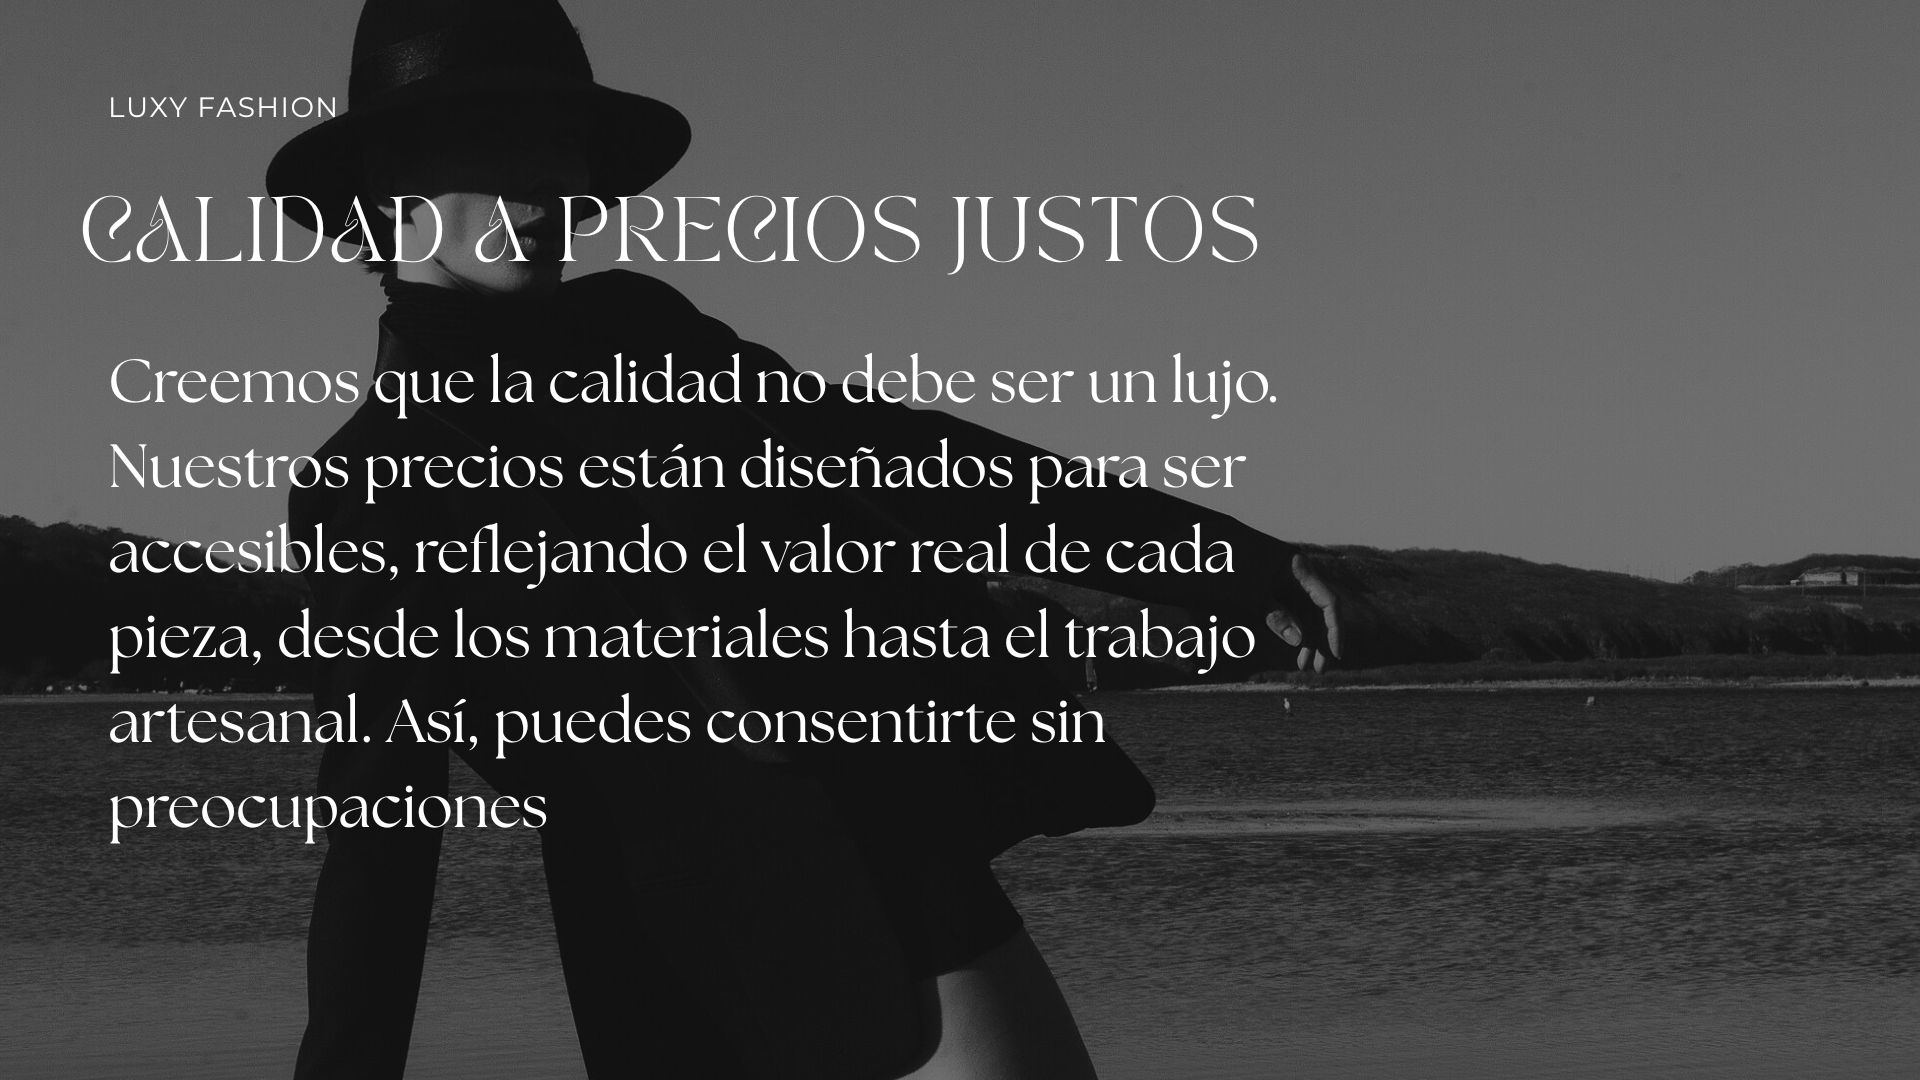 LUXY FASHION
CALIDAD A PRECIOS JUSTOS
Creemos que la calidad no debe ser un lujo.
Nuestros precios están diseñados para ser
accesibles, reflejando el valor real de cada
pieza, desde los materiales hasta el trabajo
artesanal. Así, puedes consentirte sin
preocupaciones